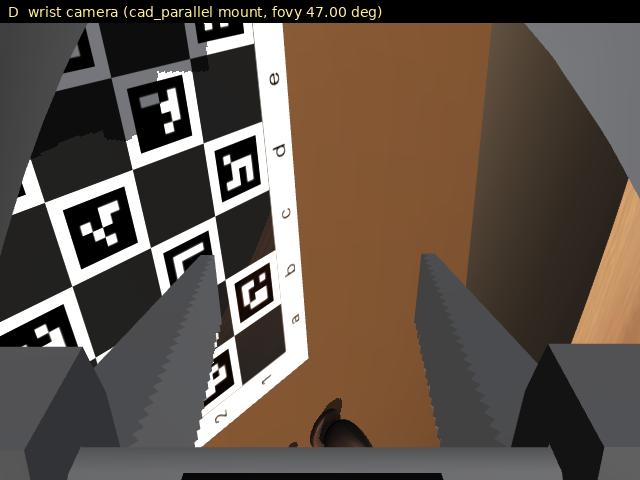 D  wrist camera (cad_parallel mount, fovy 47.00 deg)
e
d
c
b
a
1
2